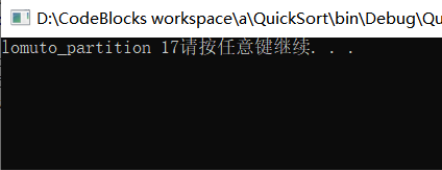 D:\CodeBlocks workspace\a\QuickSort\bin\Debug\Qu
lomuto_partition 17请按任意键继续. . .